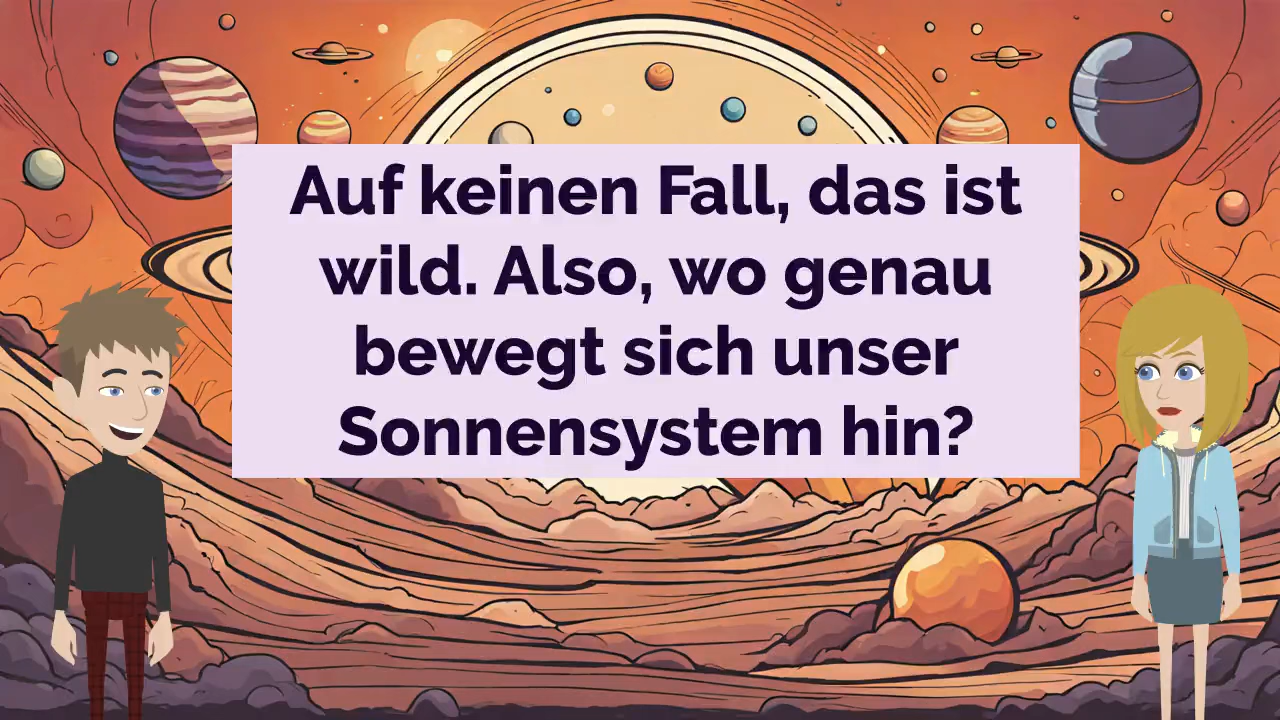 Auf keinen Fall, das ist
wild. Also, wo genau
bewegt sich unser
Sonnensystem hin?